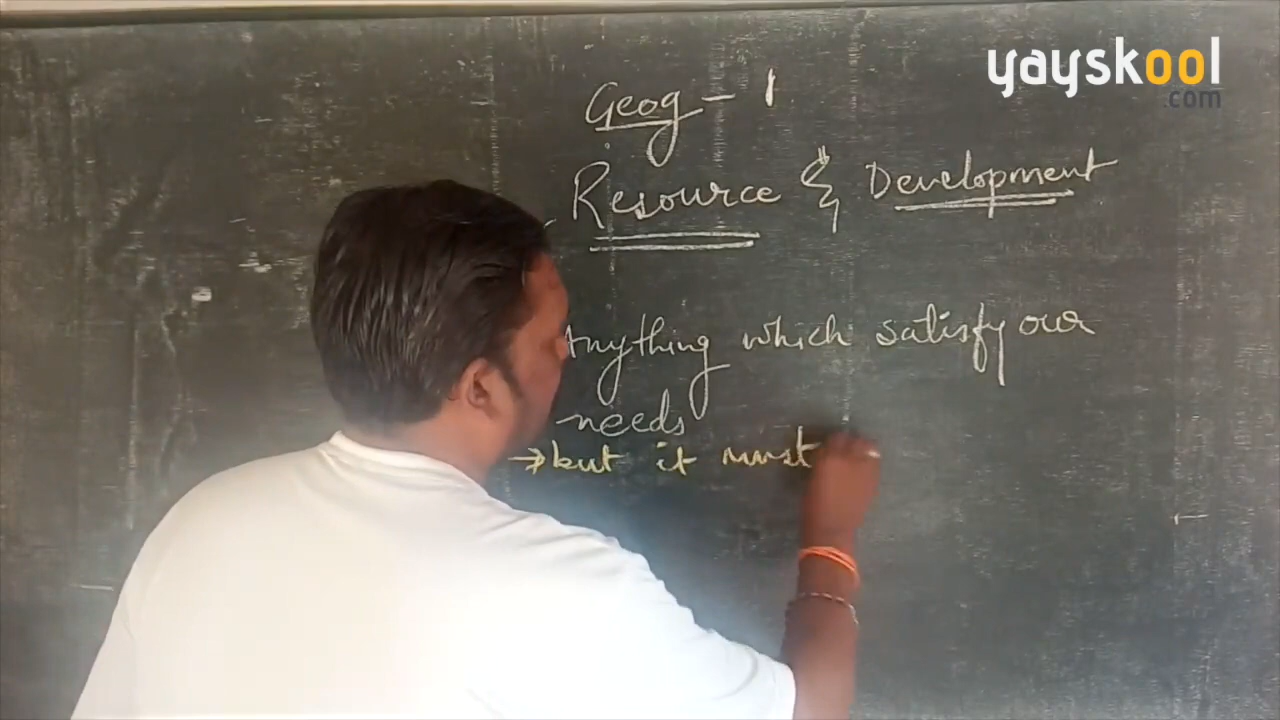 yayskool
.com
Geog - 1
Resource & Development
Anything which satisfy our
needs
→ but it must